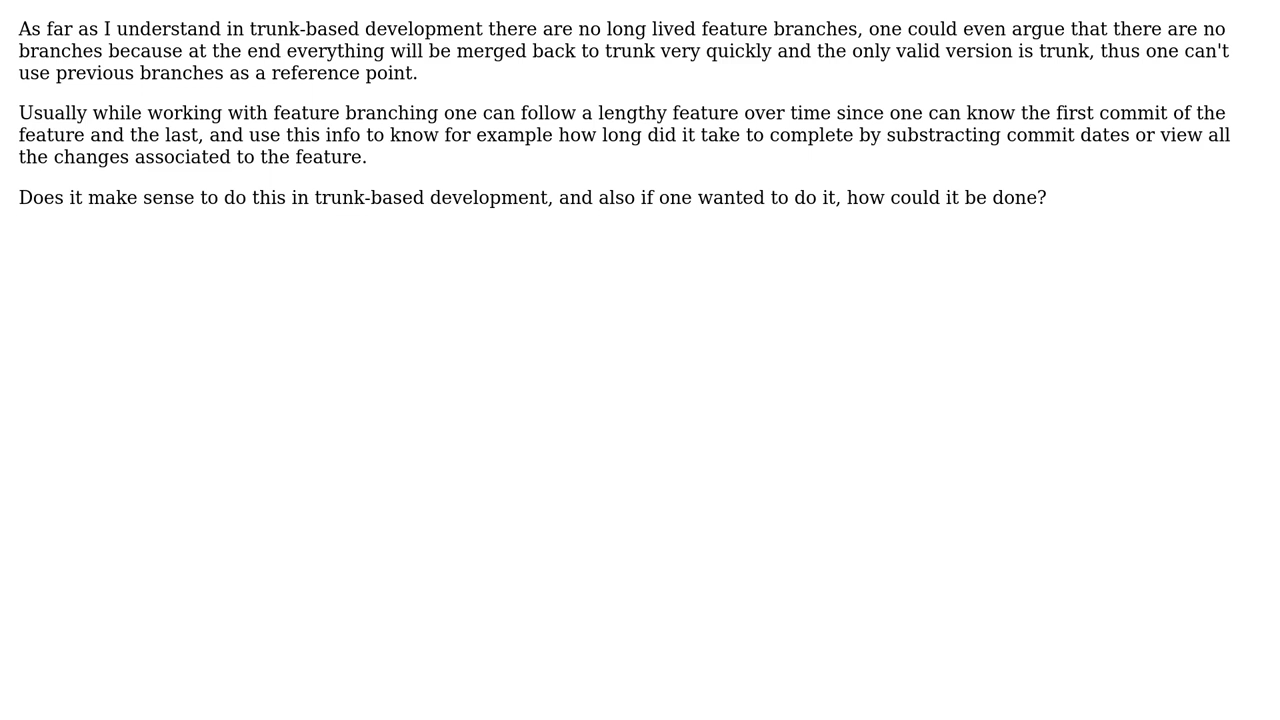 As far as I understand in trunk-based development there are no long lived feature branches, one could even argue that there are no
branches because at the end everything will be merged back to trunk very quickly and the only valid version is trunk, thus one can't
use previous branches as a reference point.
Usually while working with feature branching one can follow a lengthy feature over time since one can know the first commit of the
feature and the last, and use this info to know for example how long did it take to complete by substracting commit dates or view all
the changes associated to the feature.
Does it make sense to do this in trunk-based development, and also if one wanted to do it, how could it be done?